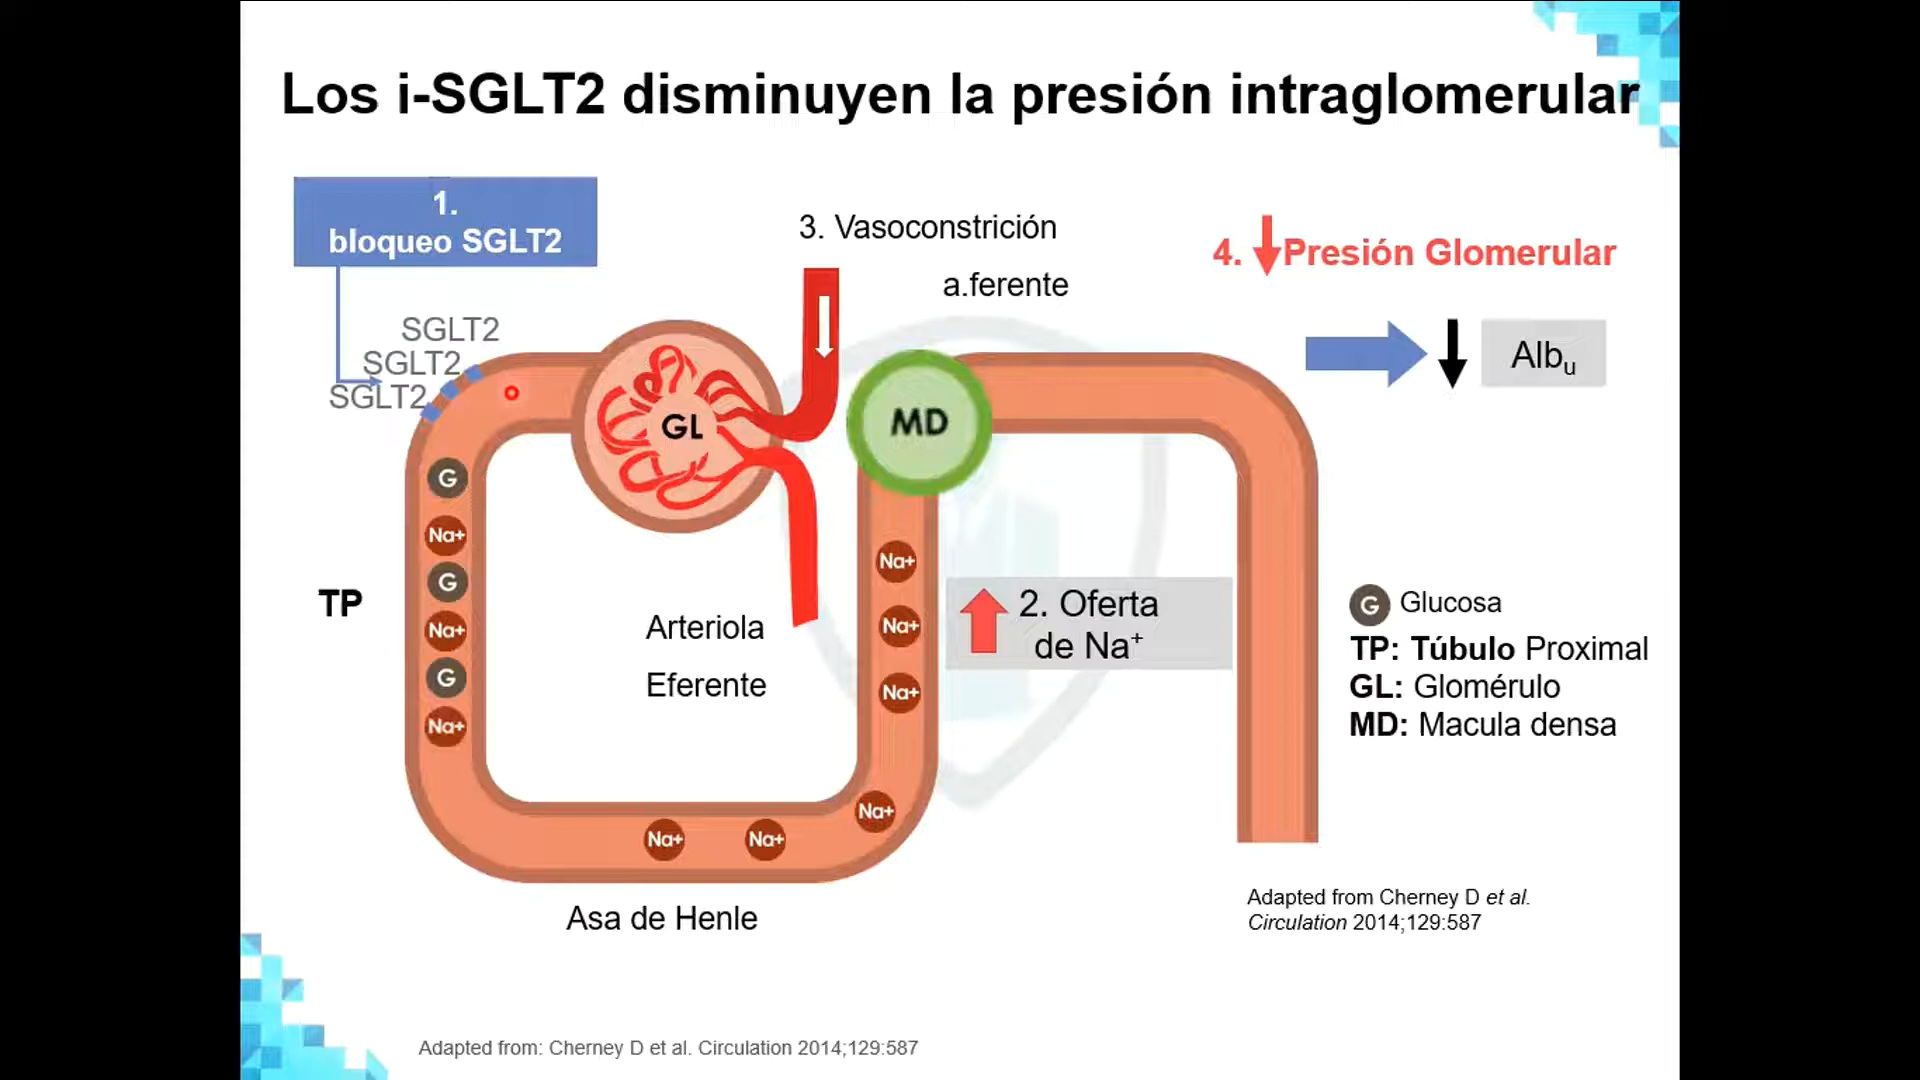 Los i-SGLT2 disminuyen la presión intraglomerular
1.
bloqueo SGLT2
SGLT2
SGLT2
SGLT2
3. Vasoconstrición
a.ferente
4. Presión Glomerular
Alb u
GL
MD
G
Na+
G
Na+
G
Na+
TP
Arteriola
Eferente
Na+
Na+
Na+
Na+
Na+
Na+
2. Oferta
de Na+
Asa de Henle
G Glucosa
TP: Túbulo Proximal
GL: Glomérulo
MD: Macula densa
Adapted from Cherney D et al.
Circulation 2014;129:587
Adapted from: Cherney D et al. Circulation 2014;129:587